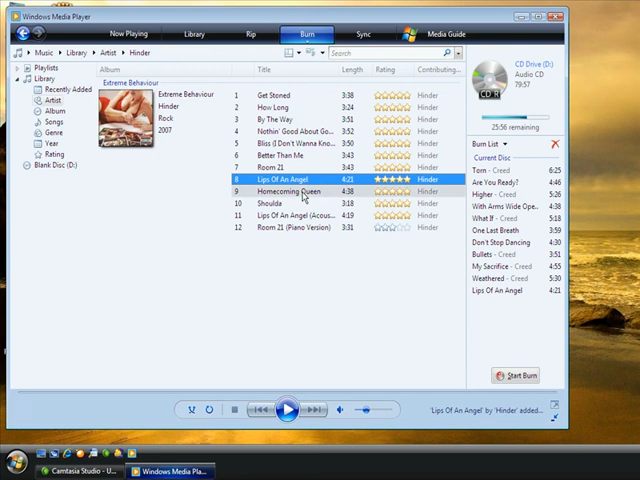 Windows Media Player
Now Playing Library Rip Burn Sync Media Guide
Music Library Artist Hinder
Search
Playlists
Library
Recently Added
Artist
Album
Songs
Genre
Year
Rating
Blank Disc (D:)
Album Title Length Rating Contributing...
Extreme Behaviour
Extreme Behaviour
Hinder
Rock
2007
1 Get Stoned 3:38 Hinder
2 How Long 3:24 Hinder
3 By The Way 3:51 Hinder
4 Nothin' Good About Go... 3:52 Hinder
5 Bliss (I Don't Wanna Kno... 3:50 Hinder
6 Better Than Me 3:43 Hinder
7 Room 21 3:43 Hinder
8 Lips Of An Angel 4:21 Hinder
9 Homecoming Queen 4:38 Hinder
10 Shoulda 3:18 Hinder
11 Lips Of An Angel (Acous... 4:19 Hinder
12 Room 21 (Piano Version) 3:31 Hinder
CD R
CD Drive (D:)
Audio CD
79:57
25:56 remaining
Burn List
Current Disc
Torn - Creed 6:25
Are You Ready? 4:46
Higher - Creed 5:26
With Arms Wide Ope... 4:38
What If - Creed 5:18
One Last Breathe 3:59
Don't Stop Dancing 4:30
Bullets - Creed 3:51
My Sacrifice - Creed 4:55
Weathered - Creed 5:30
Lips Of An Angel 4:21
Start Burn
'Lips Of An Angel' by 'Hinder' added...
Camtasia Studio - U...
Windows Media Pla...